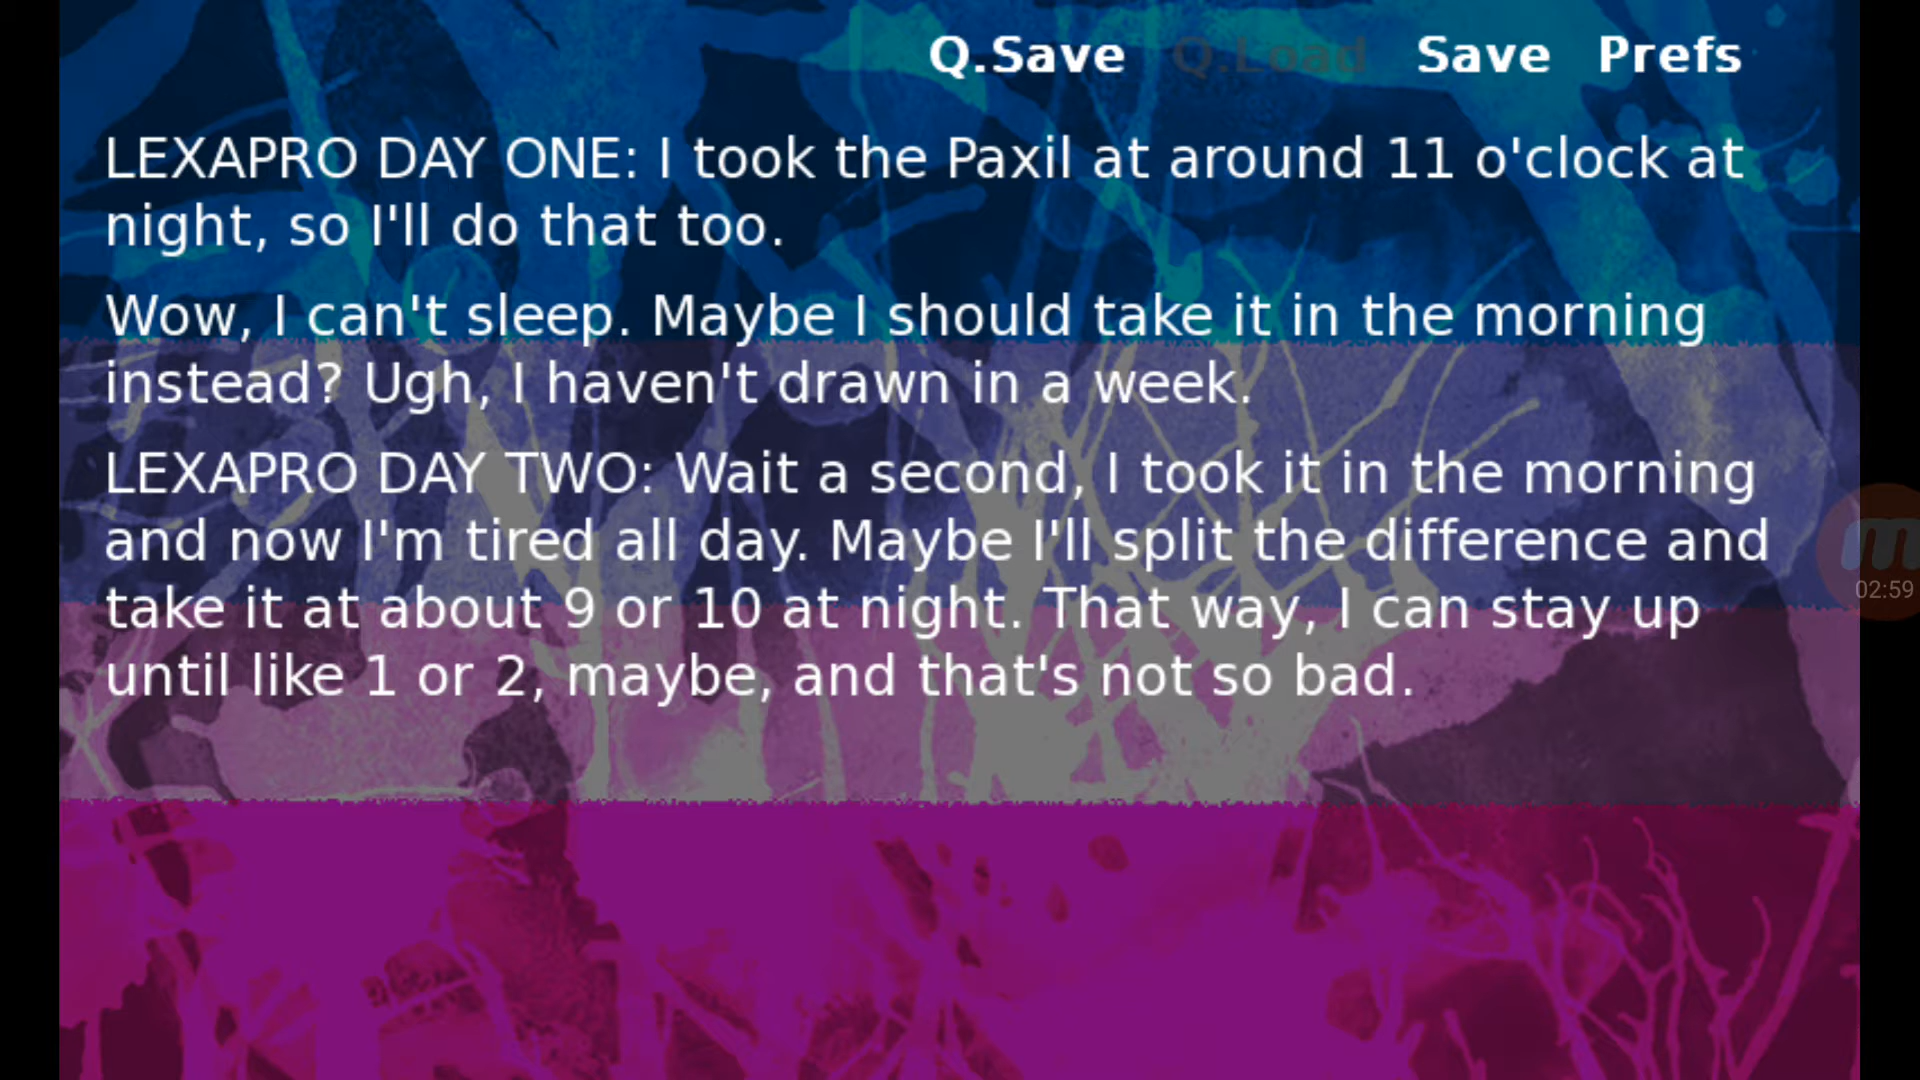 Q.Save Q.Load Save Prefs
LEXAPRO DAY ONE: I took the Paxil at around 11 o'clock at
night, so I'll do that too.
Wow, I can't sleep. Maybe I should take it in the morning
instead? Ugh, I haven't drawn in a week.
LEXAPRO DAY TWO: Wait a second, I took it in the morning
and now I'm tired all day. Maybe I'll split the difference and
take it at about 9 or 10 at night. That way, I can stay up
until like 1 or 2, maybe, and that's not so bad.
02:59